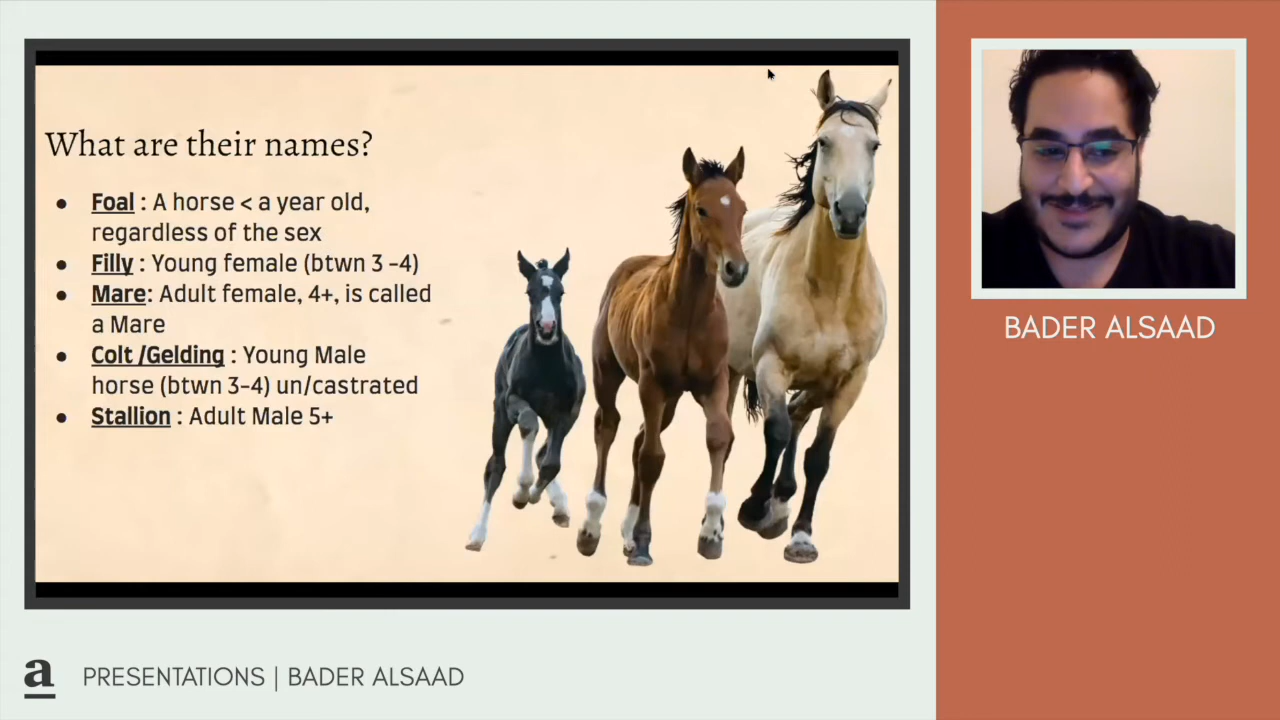 What are their names?
● Foal : A horse < a year old,
regardless of the sex
● Filly : Young female (btwn 3 -4)
● Mare: Adult female, 4+, is called
a Mare
● Colt /Gelding : Young Male
horse (btwn 3-4) un/castrated
● Stallion : Adult Male 5+
BADER ALSAAD
a PRESENTATIONS | BADER ALSAAD